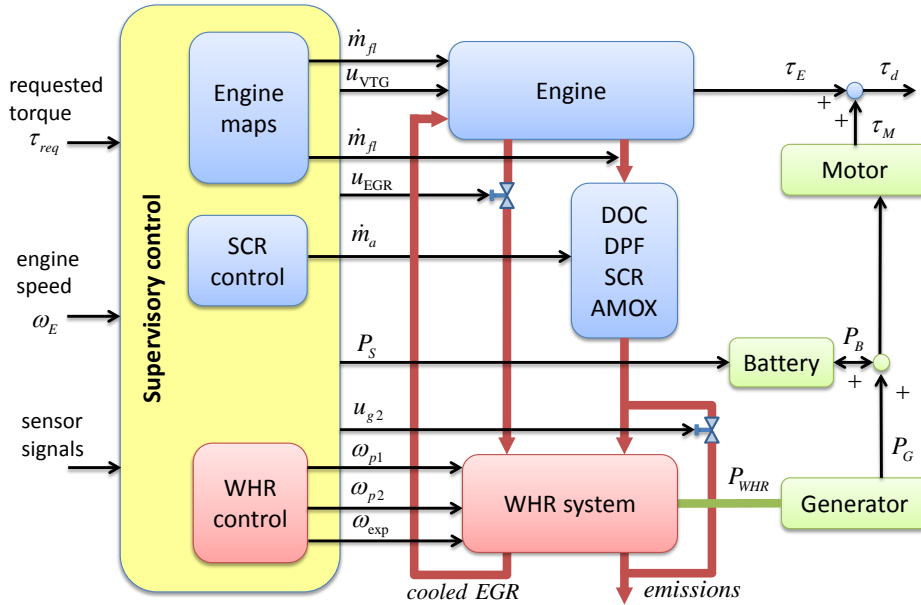 requested
torque
τ_req
engine
speed
ω_E
sensor
signals
Supervisory control
Engine
maps
SCR
control
WHR
control
ṁ_fl
u_VTG
ṁ_fl
u_EGR
ṁ_a
P_S
u_g2
ω_p1
ω_p2
ω_exp
Engine
DOC
DPF
SCR
AMOX
WHR system
cooled EGR
emissions
τ_E
τ_d
+
+
τ_M
Motor
P_B
Battery
+
+
P_G
P_WHR
Generator